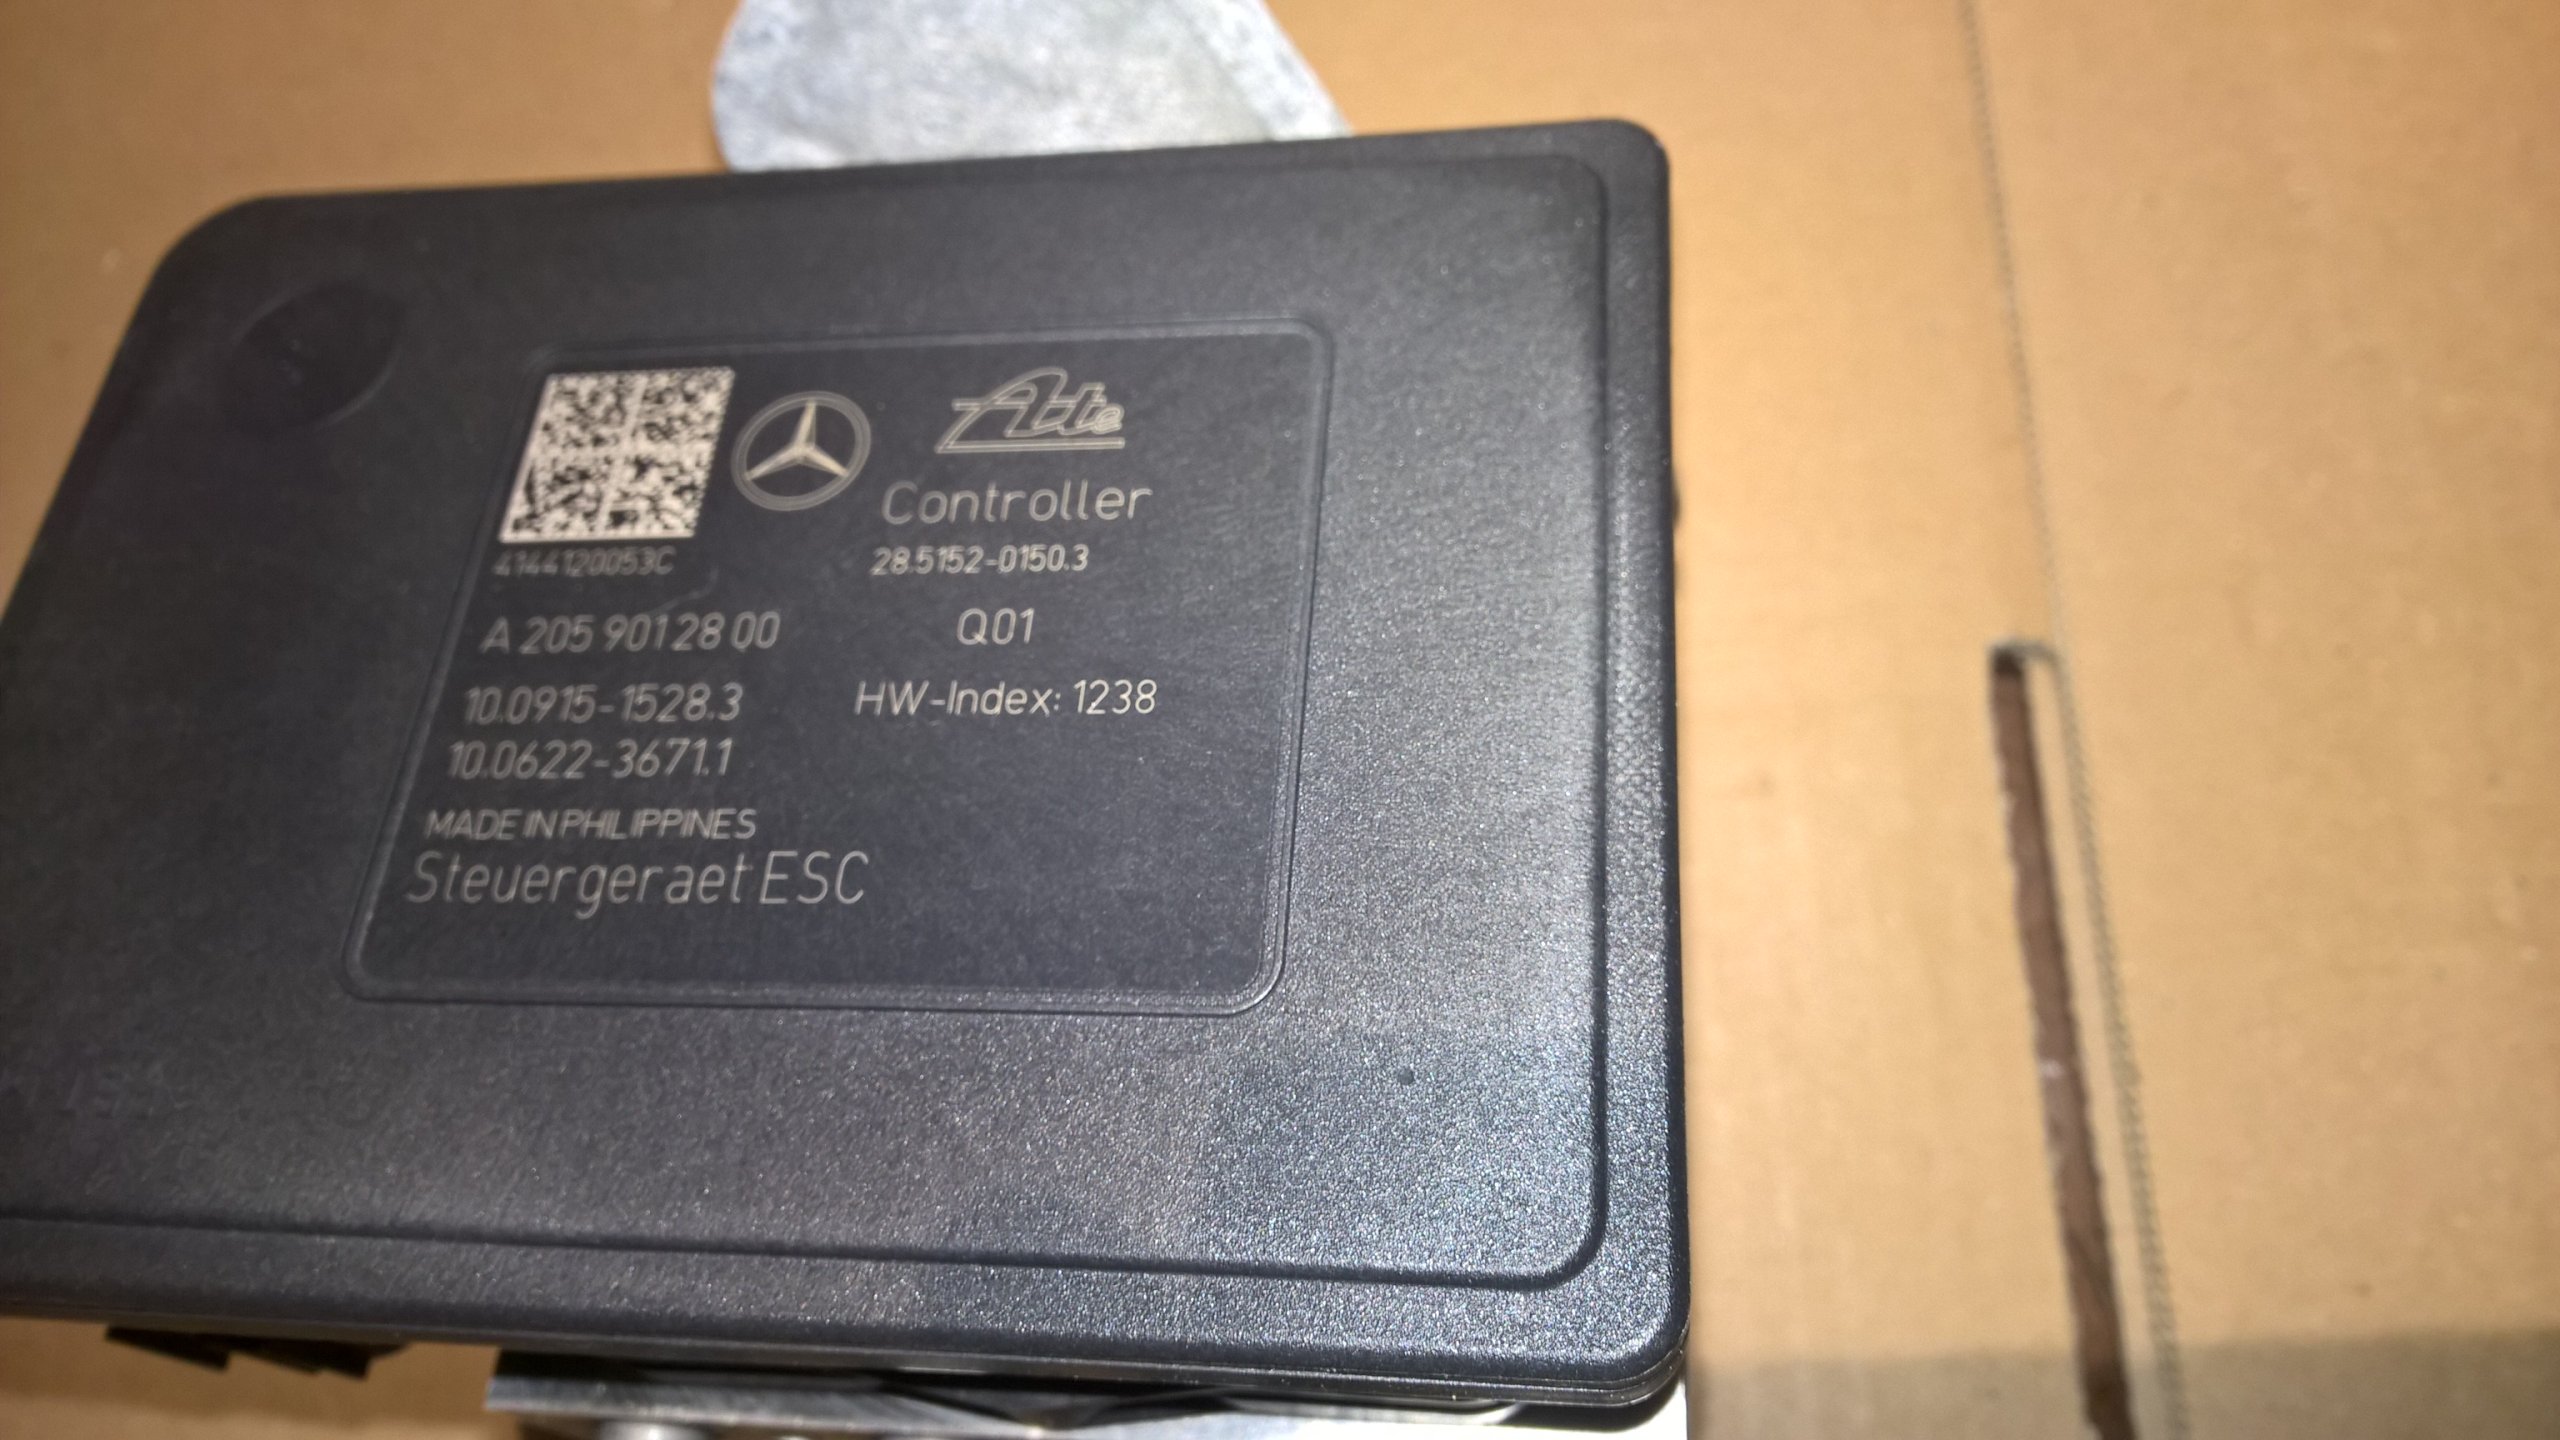 Ate
Controller
4144120053C
28.5152-0150.3
A 205 901 28 00
Q01
10.0915-1528.3
HW-Index: 1238
10.0622-3671.1
MADE IN PHILIPPINES
Steuergeraet ESC